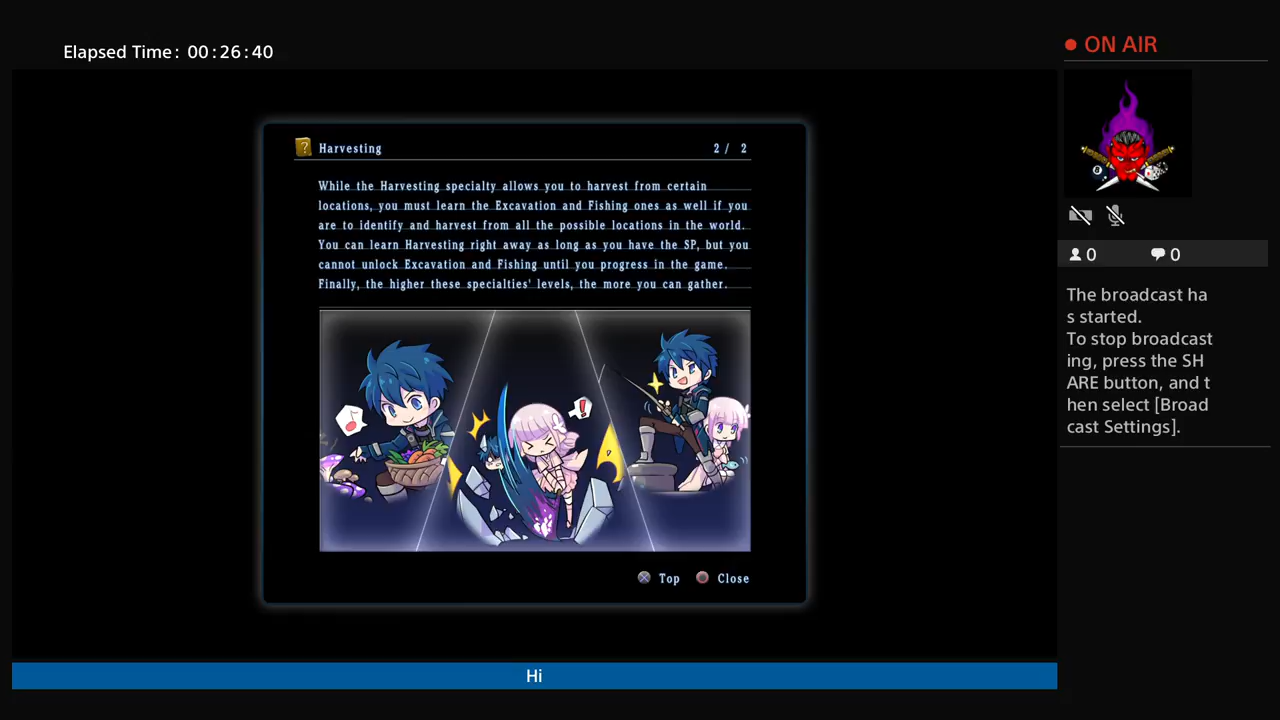 Elapsed Time: 00:26:40
ON AIR
? Harvesting 2 / 2
While the Harvesting specialty allows you to harvest from certain
locations, you must learn the Excavation and Fishing ones as well if you
are to identify and harvest from all the possible locations in the world.
You can learn Harvesting right away as long as you have the SP, but you
cannot unlock Excavation and Fishing until you progress in the game.
Finally, the higher these specialties' levels, the more you can gather.
!
Top Close
Hi
8
0 0
The broadcast ha
s started.
To stop broadcast
ing, press the SH
ARE button, and t
hen select [Broad
cast Settings].